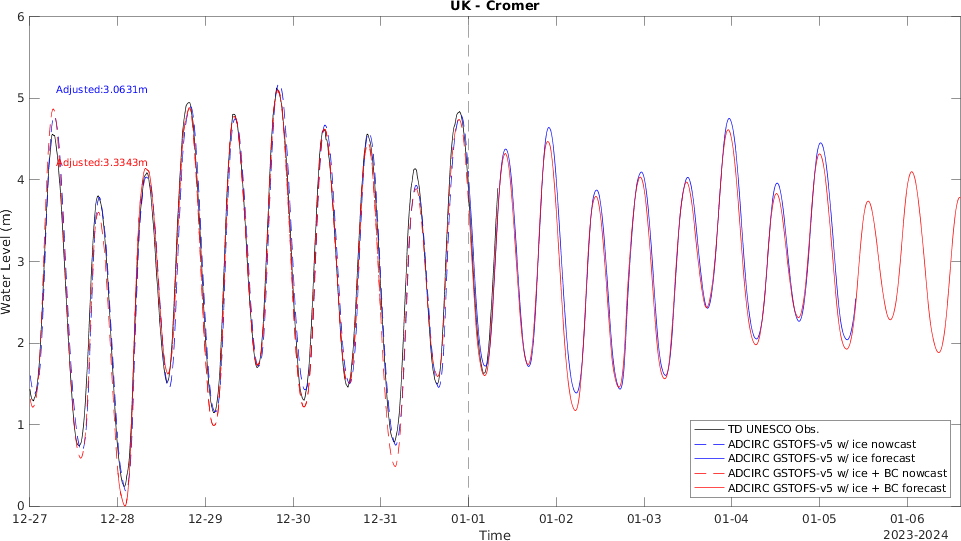 UK - Cromer
6
5
4
3
2
1
0
Water Level (m)
Adjusted:3.0631m
Adjusted:3.3343m
TD UNESCO Obs.
ADCIRC GSTOFS-v5 w/ ice nowcast
ADCIRC GSTOFS-v5 w/ ice forecast
ADCIRC GSTOFS-v5 w/ ice + BC nowcast
ADCIRC GSTOFS-v5 w/ ice + BC forecast
12-27 12-28 12-29 12-30 12-31 01-01 01-02 01-03 01-04 01-05 01-06
Time
2023-2024